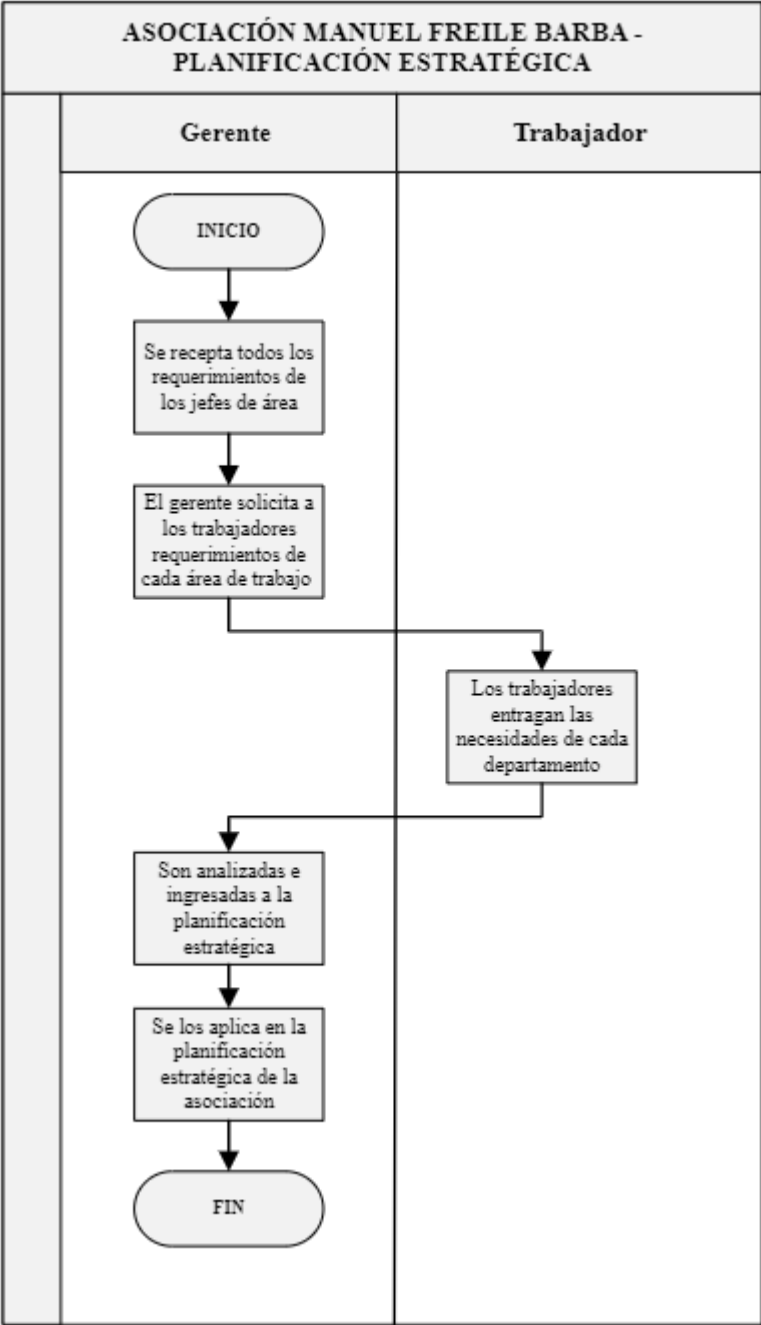 ASOCIACIÓN MANUEL FREILE BARBA -
PLANIFICACIÓN ESTRATÉGICA
Gerente
Trabajador
INICIO
Se recepta todos los
requerimientos de
los jefes de área
El gerente solicita a
los trabajadores
requerimientos de
cada área de trabajo
Los trabajadores
entragan las
necesidades de cada
departamento
Son analizadas e
ingresadas a la
planificación
estratégica
Se los aplica en la
planificación
estratégica de la
asociación
FIN